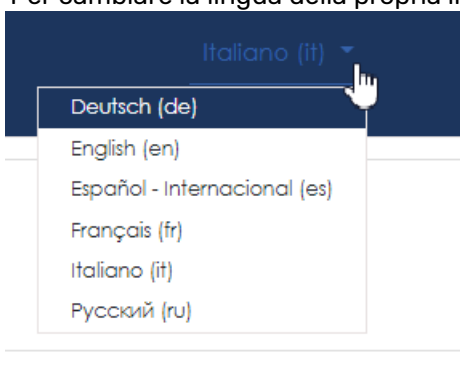 Per cambiare la lingua della propria
Italiano (it)
Deutsch (de)
English (en)
Español - Internacional (es)
Français (fr)
Italiano (it)
Русский (ru)